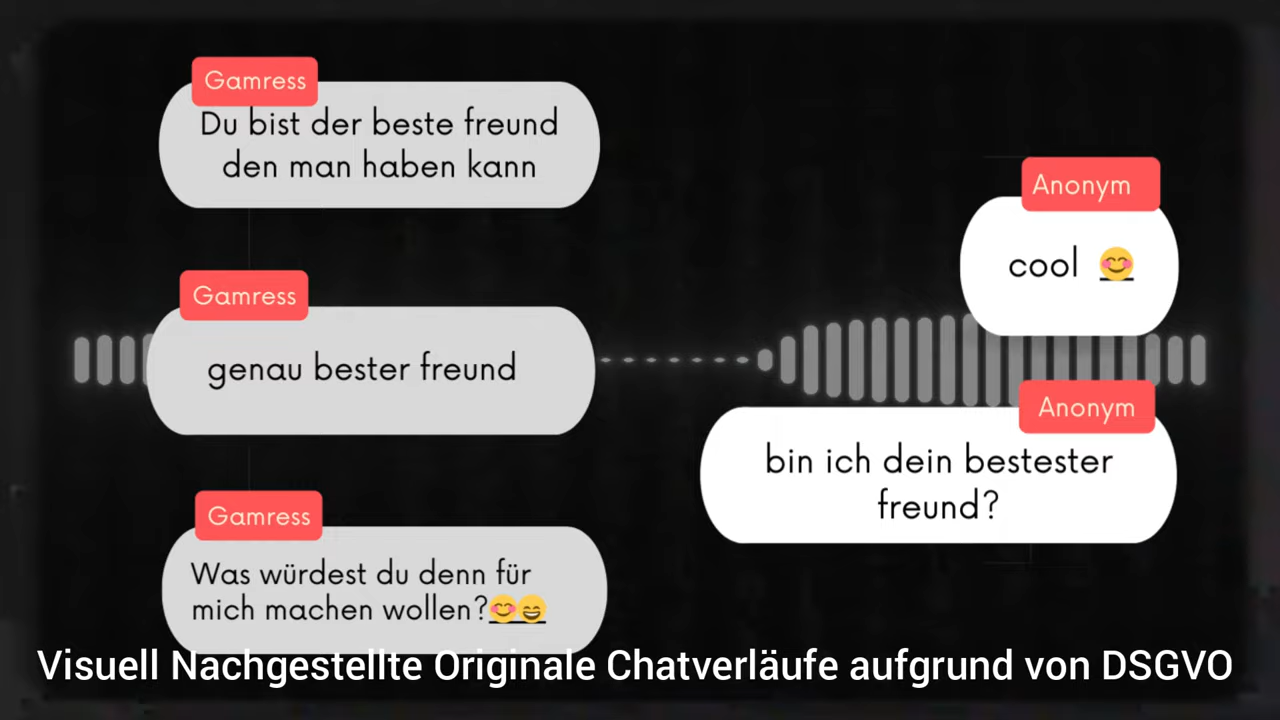 Gamress
Du bist der beste freund
den man haben kann
Anonym
cool 😊
Gamress
genau bester freund
Anonym
bin ich dein bestester
freund?
Gamress
Was würdest du denn für
mich machen wollen?😊😄
Visuell Nachgestellte Originale Chatverläufe aufgrund von DSGVO